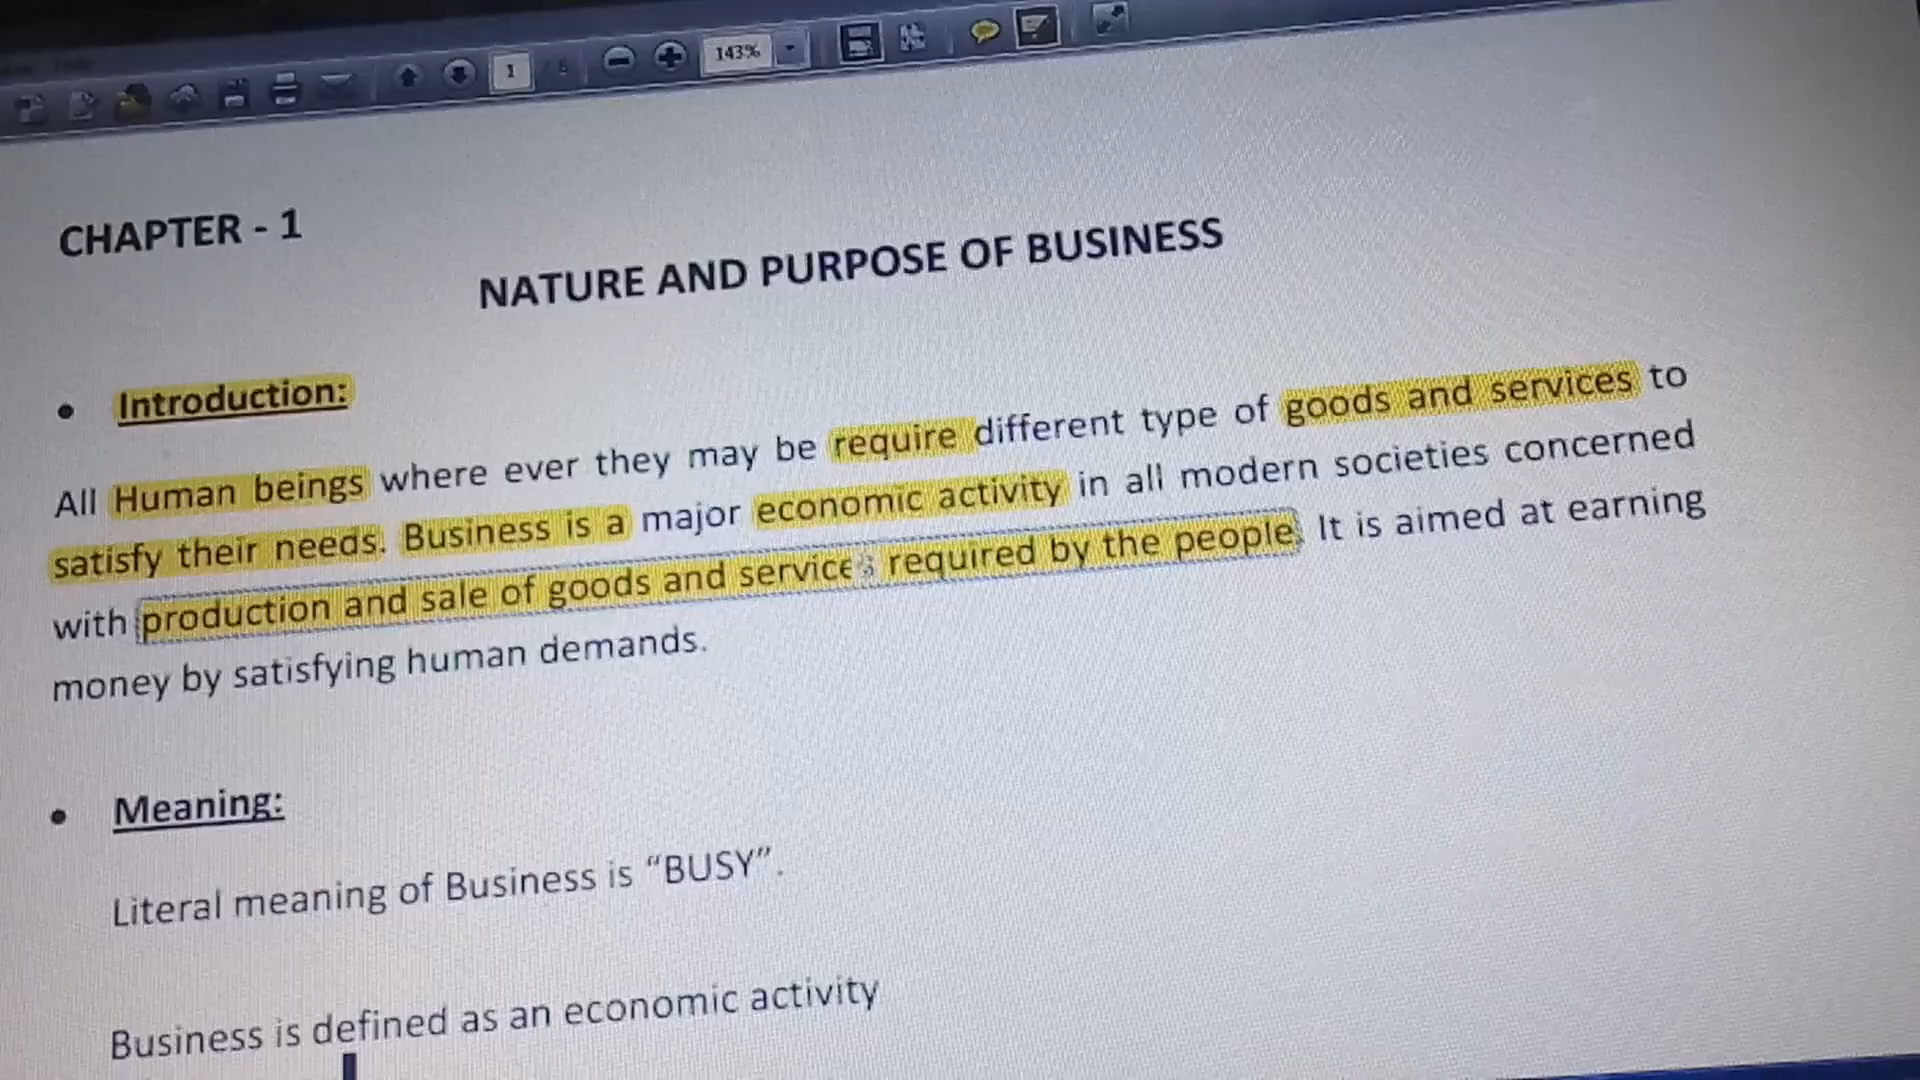 1 / 8
143%
CHAPTER - 1
NATURE AND PURPOSE OF BUSINESS
• Introduction:
All Human beings where ever they may be require different type of goods and services to
satisfy their needs. Business is a major economic activity in all modern societies concerned
with production and sale of goods and services required by the people. It is aimed at earning
money by satisfying human demands.
• Meaning:
Literal meaning of Business is “BUSY”.
Business is defined as an economic activity